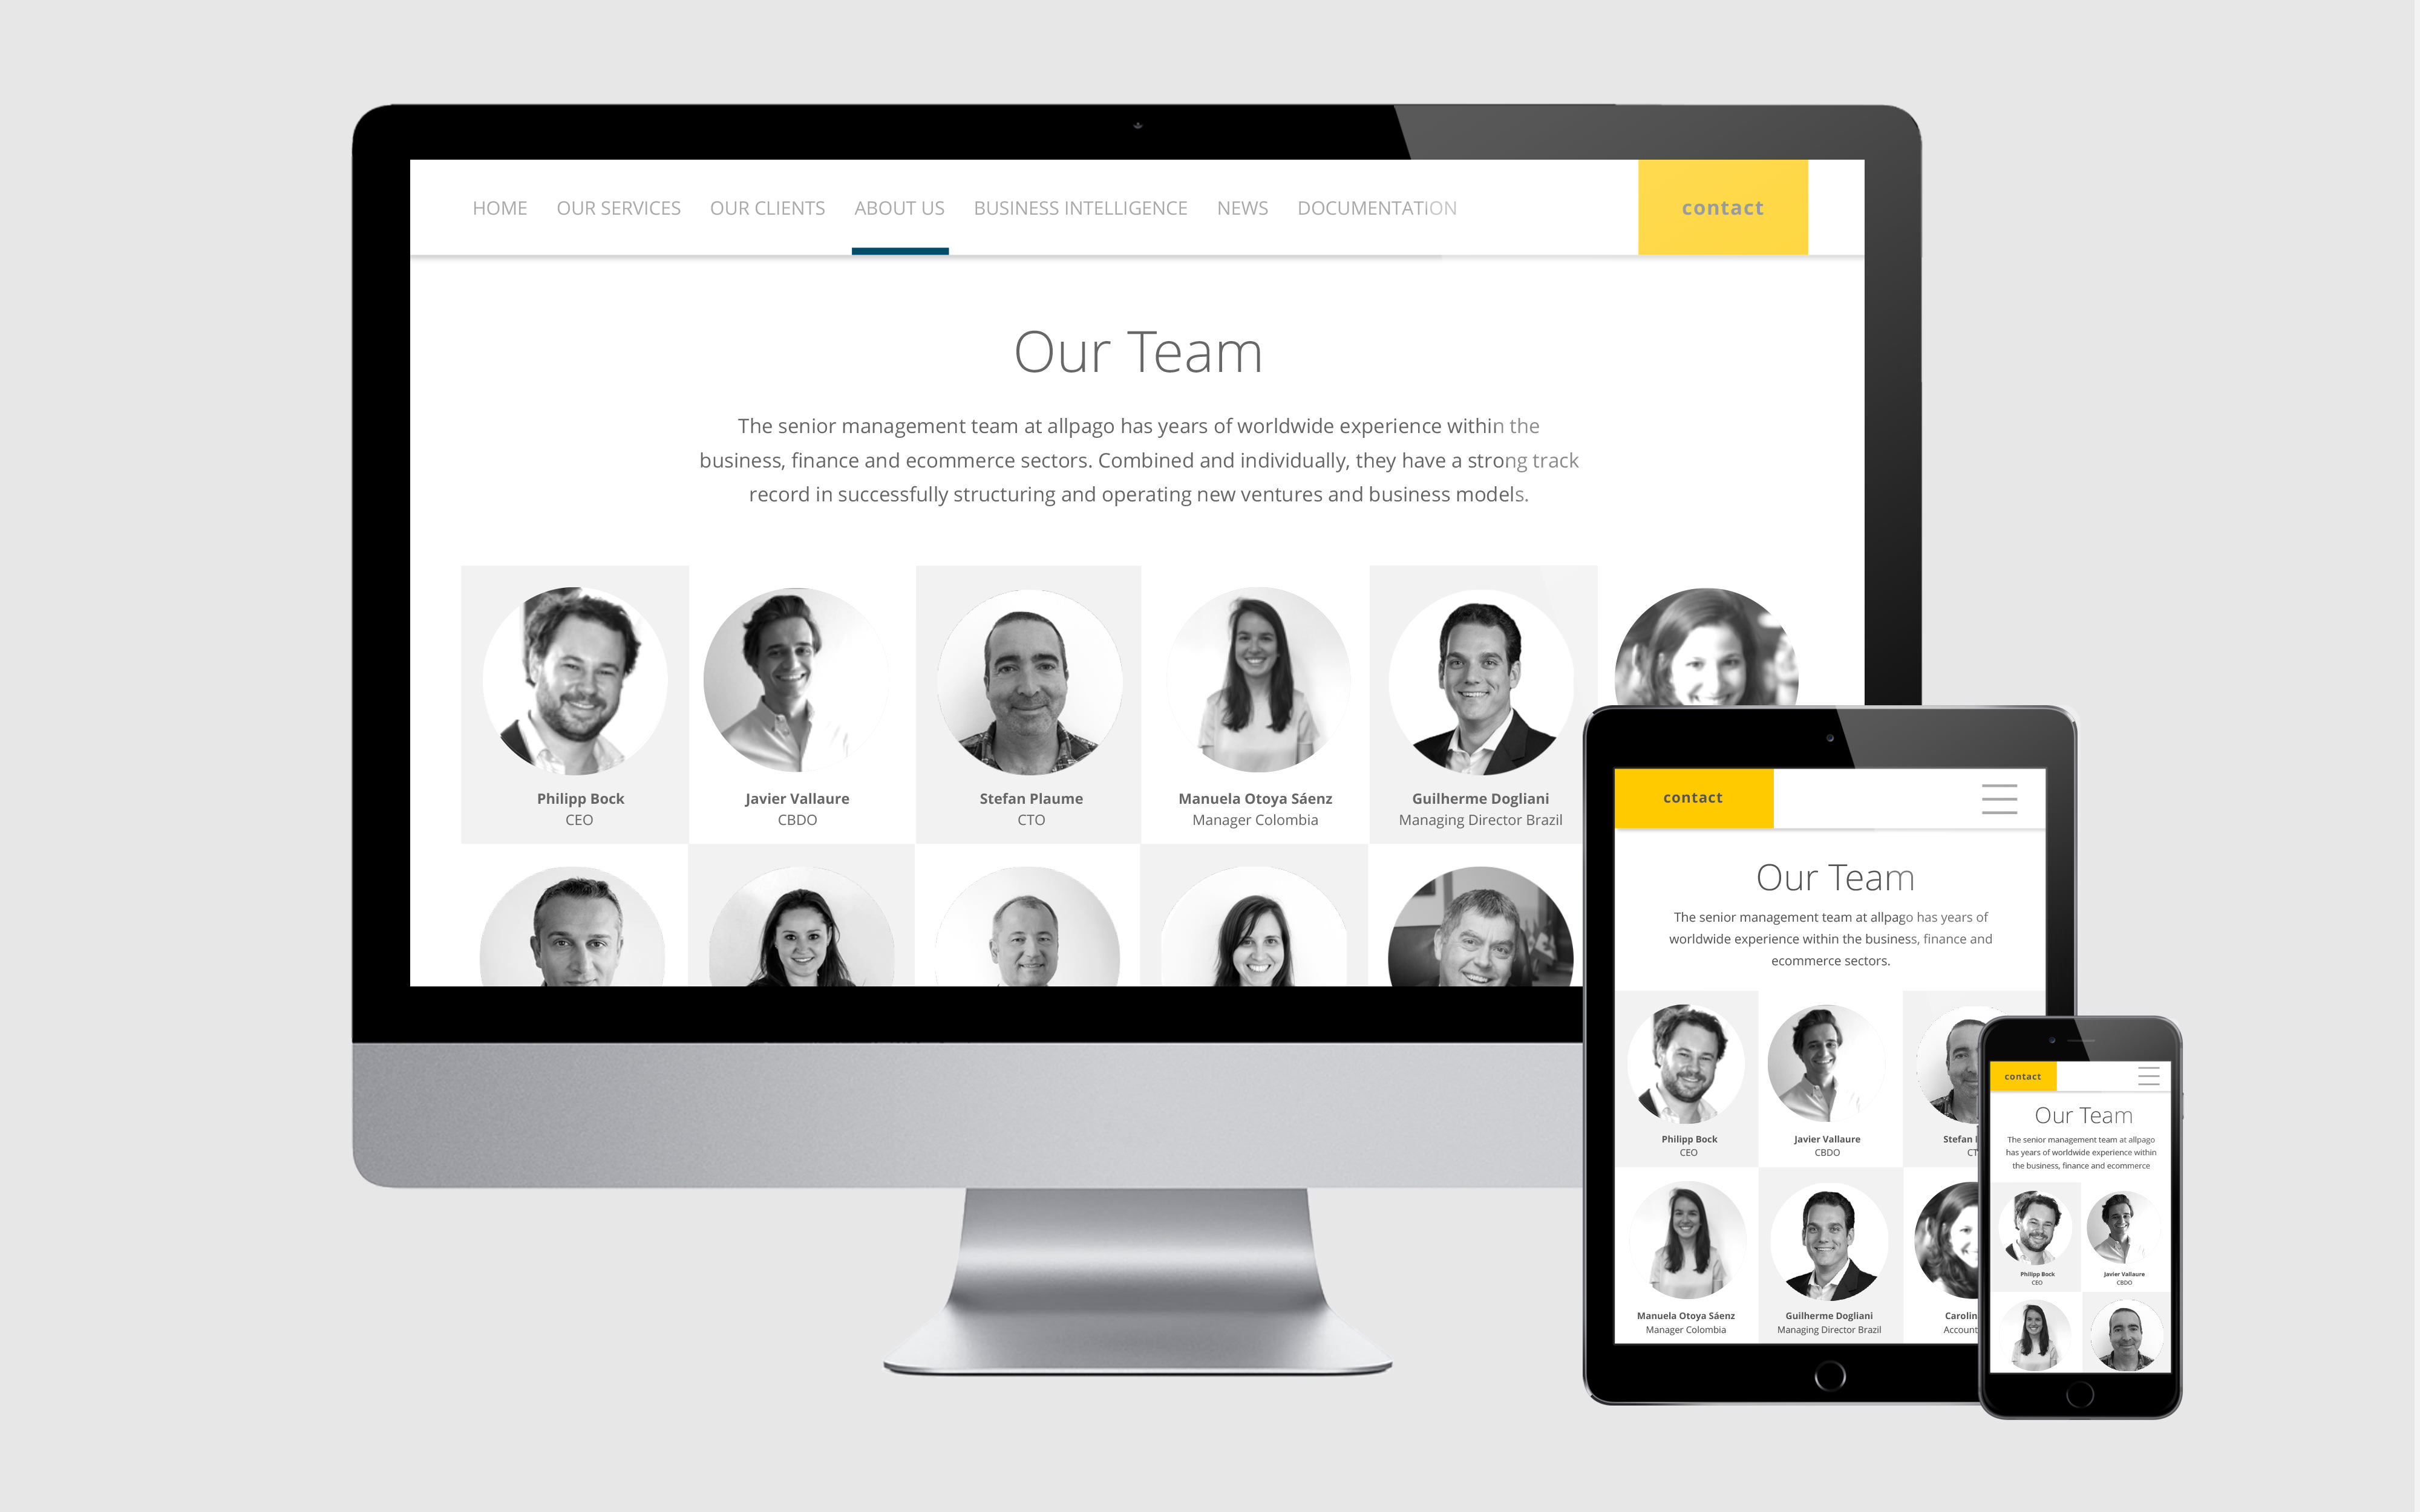 HOME OUR SERVICES OUR CLIENTS ABOUT US BUSINESS INTELLIGENCE NEWS DOCUMENTATION contact
Our Team
The senior management team at allpago has years of worldwide experience within the
business, finance and ecommerce sectors. Combined and individually, they have a strong track
record in successfully structuring and operating new ventures and business models.
Philipp Bock
CEO
Javier Vallaure
CBDO
Stefan Plaume
CTO
Manuela Otoya Sáenz
Manager Colombia
Guilherme Dogliani
Managing Director Brazil
contact
Our Team
The senior management team at allpago has years of
worldwide experience within the business, finance and
ecommerce sectors.
Philipp Bock
CEO
Javier Vallaure
CBDO
Stefan
Manuela Otoya Sáenz
Manager Colombia
Guilherme Dogliani
Managing Director Brazil
Carolin
Account
contact
Our Team
The senior management team at allpago
has years of worldwide experience within
the business, finance and ecommerce
Philipp Bock
CEO
Javier Vallaure
CBDO